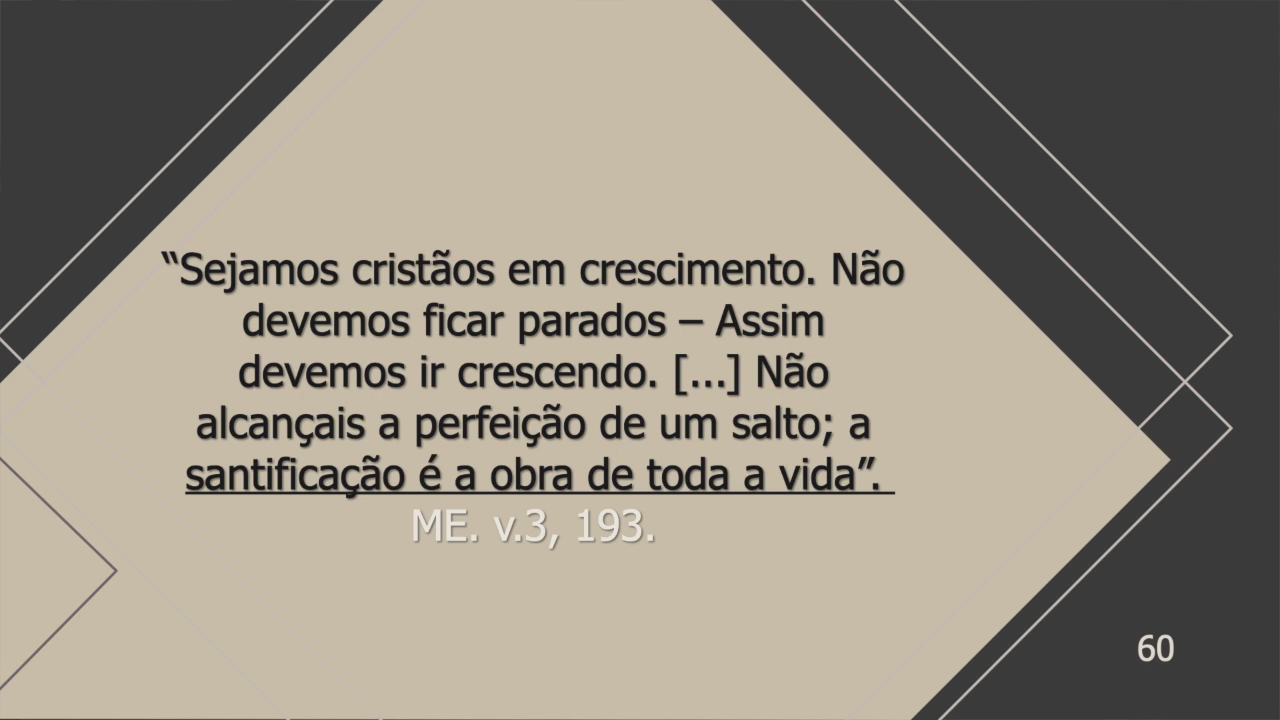 “Sejamos cristãos em crescimento. Não
devemos ficar parados – Assim
devemos ir crescendo. [...] Não
alcançais a perfeição de um salto; a
santificação é a obra de toda a vida”.
ME. v.3, 193.
60